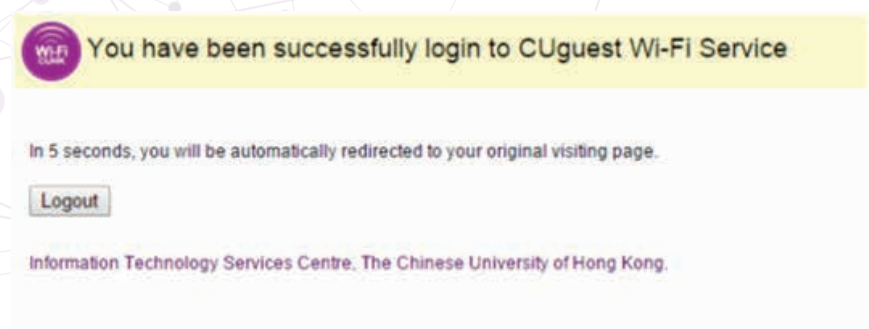 Wi-Fi
CUHK
You have been successfully login to CUguest Wi-Fi Service
In 5 seconds, you will be automatically redirected to your original visiting page.
Logout
Information Technology Services Centre, The Chinese University of Hong Kong.